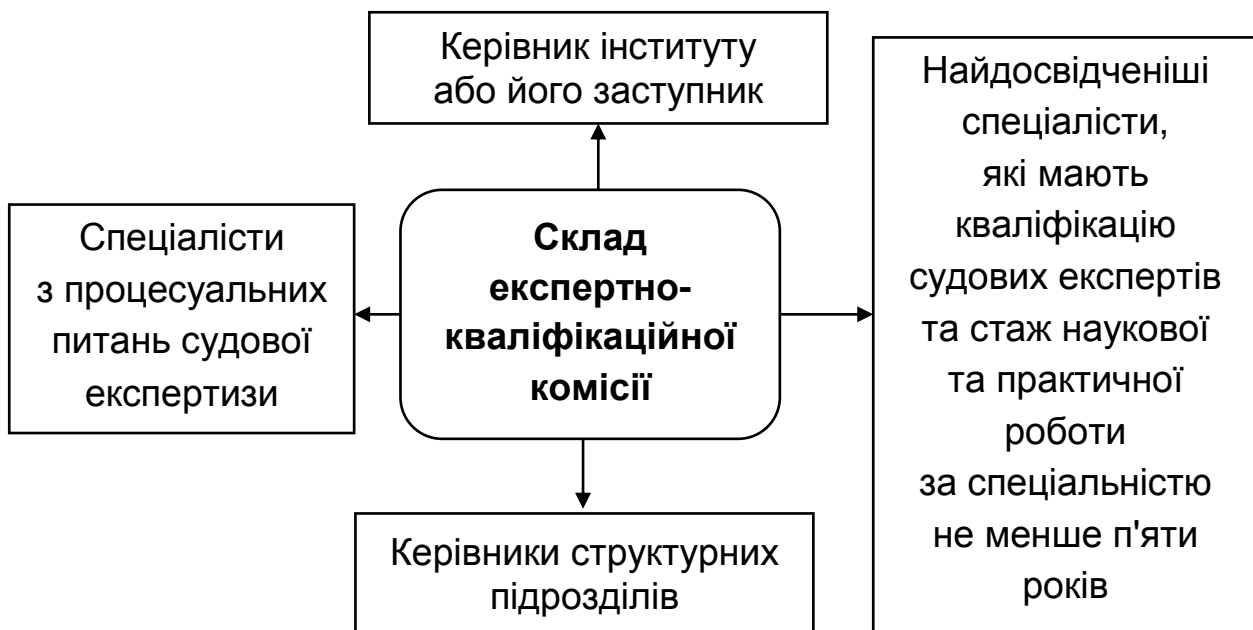 Керівник інституту
або його заступник
Найдосвідченіші
спеціалісти,
які мають
кваліфікацію
судових експертів
та стаж наукової
та практичної
роботи
за спеціальністю
не менше п'яти
років
Спеціалісти
з процесуальних
питань судової
експертизи
Склад
експертно-
кваліфікаційної
комісії
Керівники структурних
підрозділів